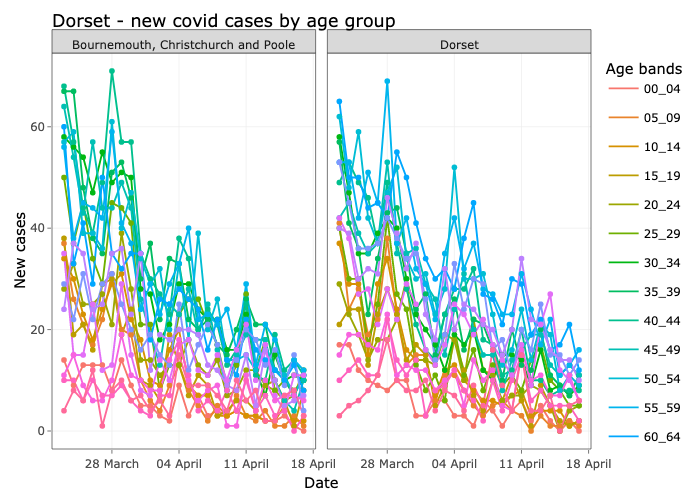 Dorset - new covid cases by age group
Bournemouth, Christchurch and Poole
Dorset
New cases
60
40
20
0
28 March
04 April
11 April
18 April
28 March
04 April
11 April
18 April
Date
Age bands
00_04
05_09
10_14
15_19
20_24
25_29
30_34
35_39
40_44
45_49
50_54
55_59
60_64